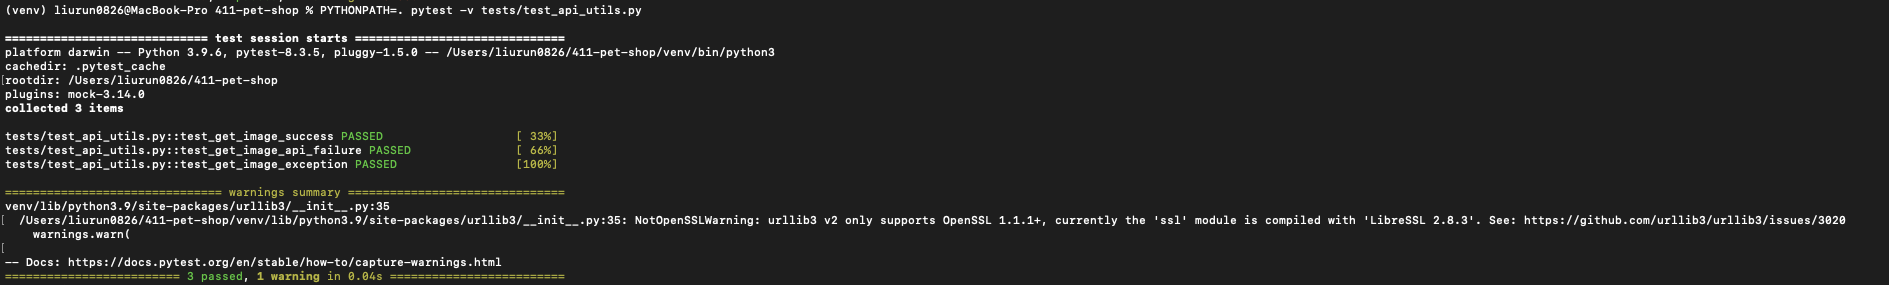 (venv) liurun0826@MacBook-Pro 411-pet-shop % PYTHONPATH=. pytest -v tests/test_api_utils.py
============================= test session starts ==============================
platform darwin -- Python 3.9.6, pytest-8.3.5, pluggy-1.5.0 -- /Users/liurun0826/411-pet-shop/venv/bin/python3
cachedir: .pytest_cache
[rootdir: /Users/liurun0826/411-pet-shop
plugins: mock-3.14.0
collected 3 items
tests/test_api_utils.py::test_get_image_success PASSED [ 33%]
tests/test_api_utils.py::test_get_image_api_failure PASSED [ 66%]
tests/test_api_utils.py::test_get_image_exception PASSED [100%]
=============================== warnings summary ===============================
venv/lib/python3.9/site-packages/urllib3/__init__.py:35
[ /Users/liurun0826/411-pet-shop/venv/lib/python3.9/site-packages/urllib3/__init__.py:35: NotOpenSSLWarning: urllib3 v2 only supports OpenSSL 1.1.1+, currently the 'ssl' module is compiled with 'LibreSSL 2.8.3'. See: https://github.com/urllib3/urllib3/issues/3020
warnings.warn(
[
-- Docs: https://docs.pytest.org/en/stable/how-to/capture-warnings.html
========================= 3 passed, 1 warning in 0.04s =========================